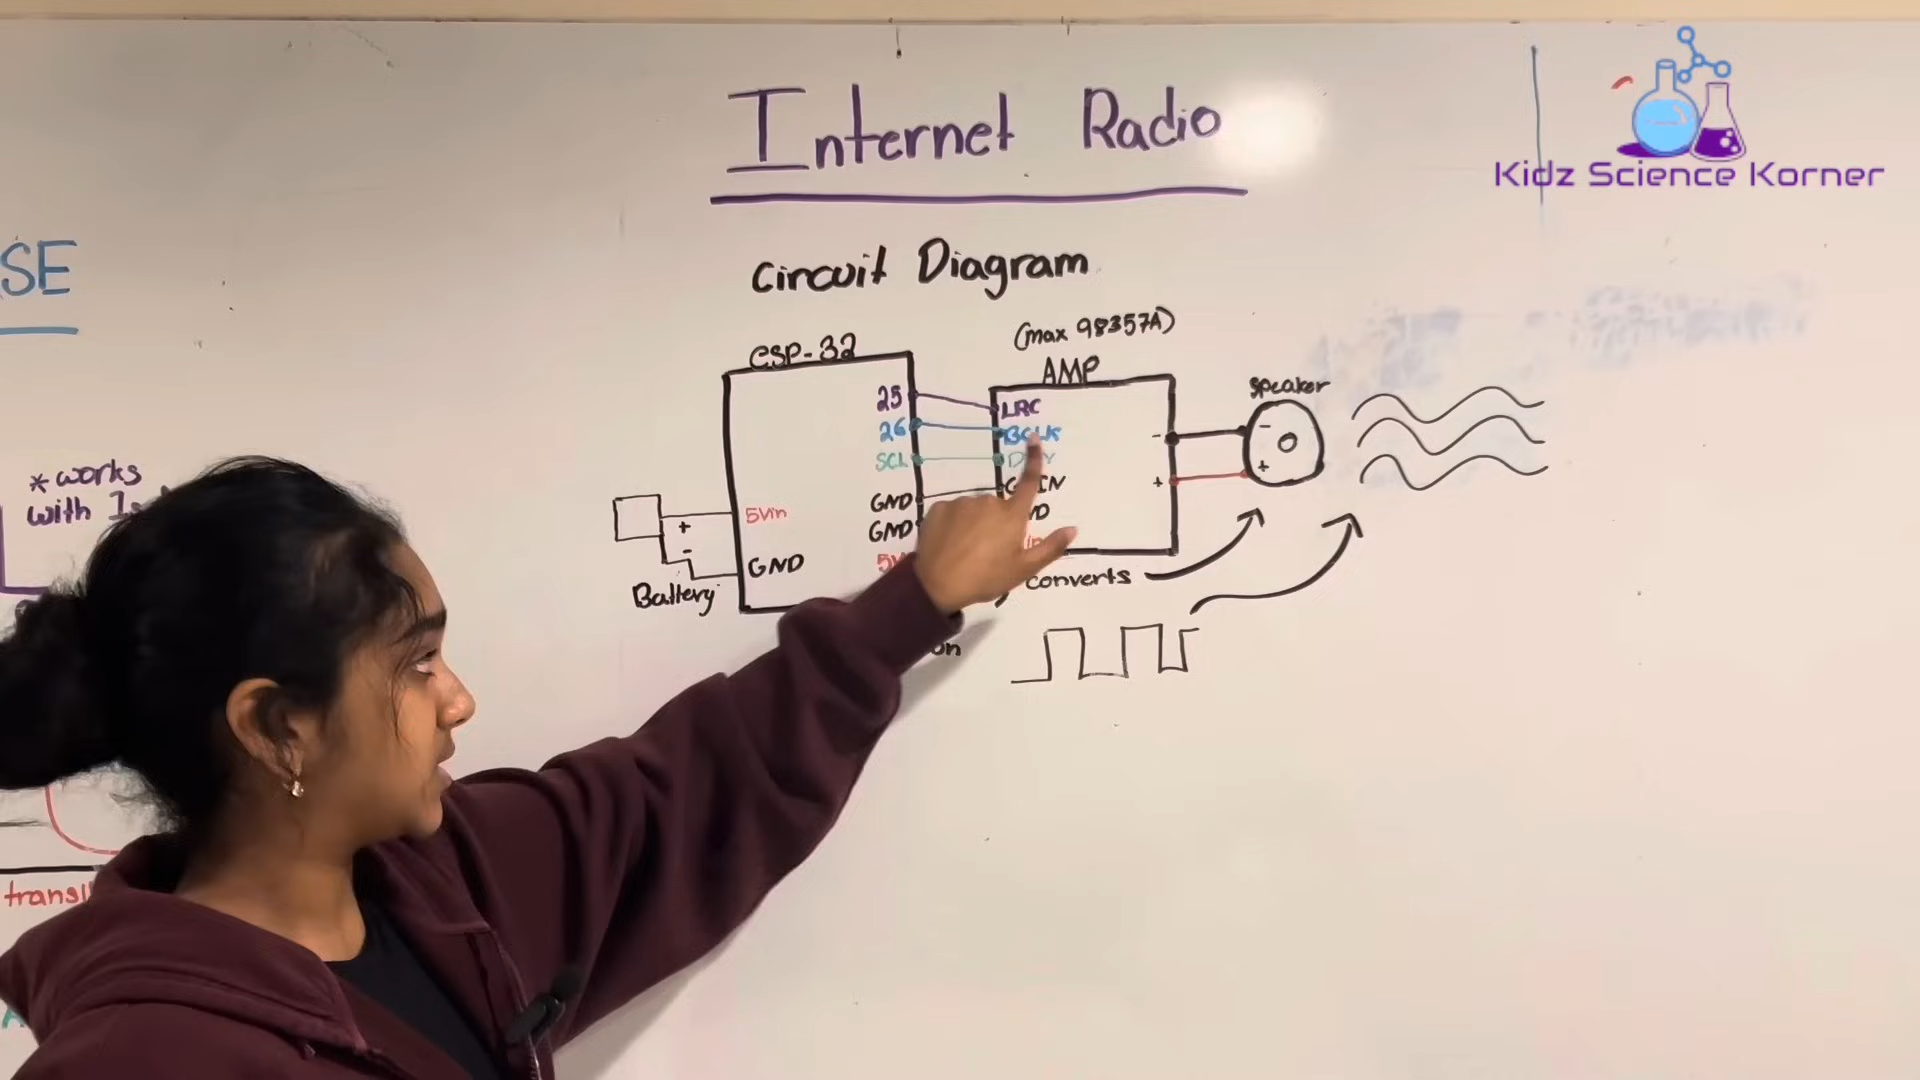 Internet Radio
Kidz Science Korner
SE
Circuit Diagram
(max 98357A)
esp-32
AMP
speaker
25
LRC
26
BCLK
SCL
GND
GND
5Vin
GND
Battery
+
-
-
+
-
+
*works
with
converts